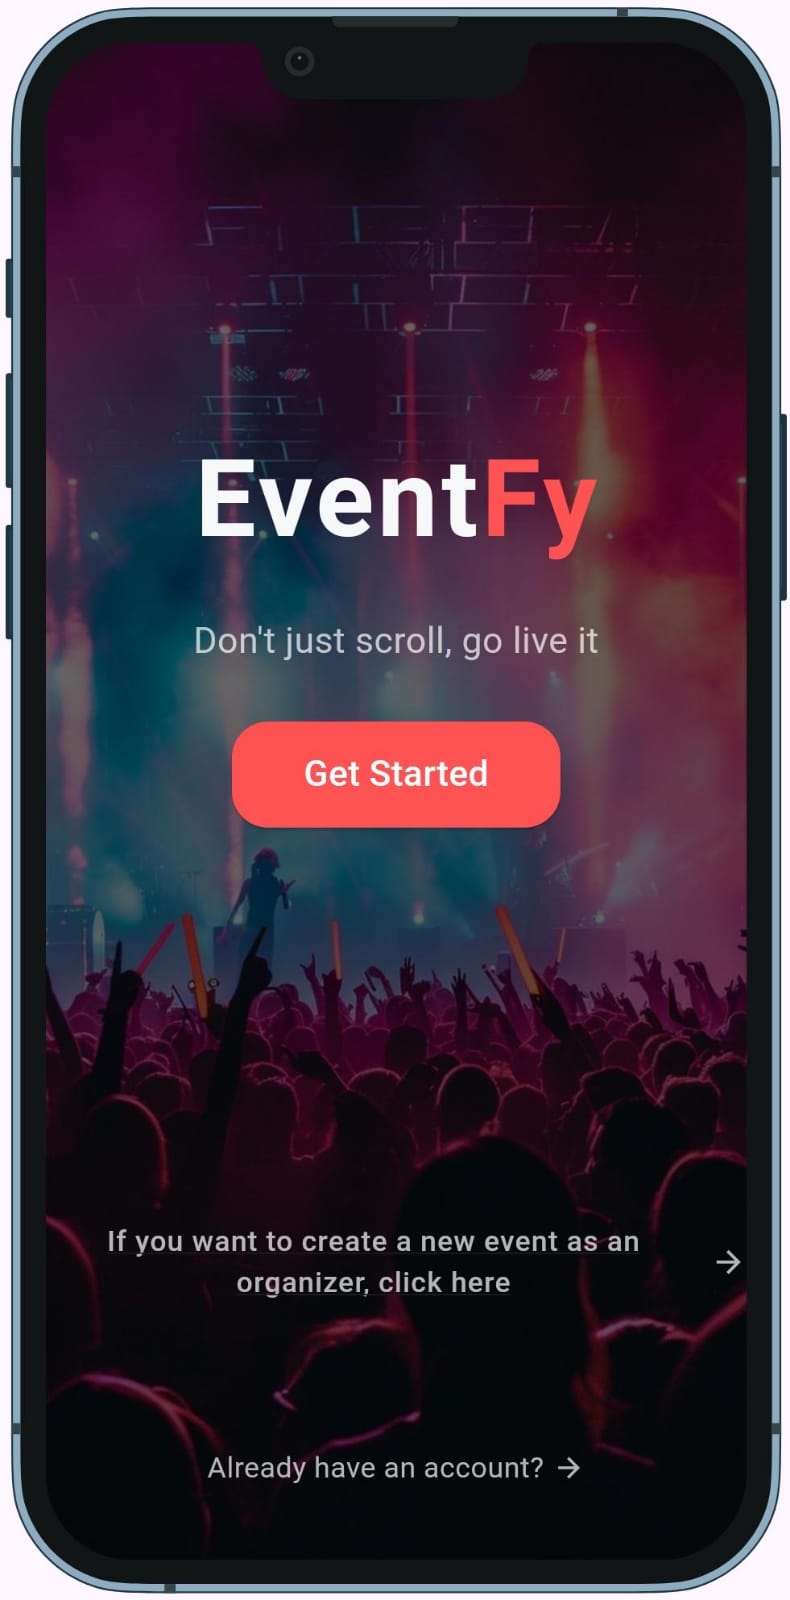 EventFy
Don't just scroll, go live it
Get Started
If you want to create a new event as an
organizer, click here
Already have an account?